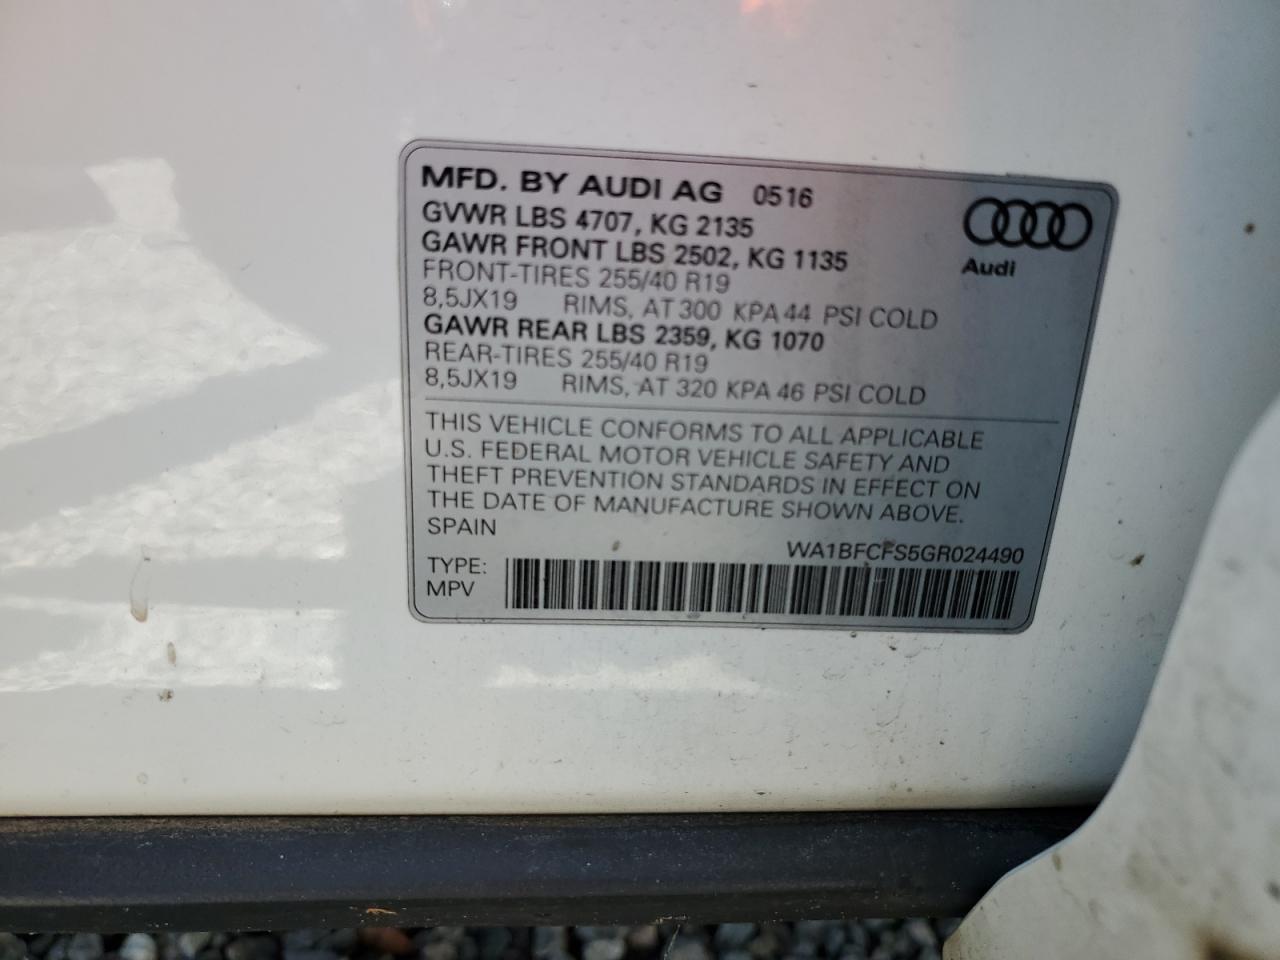 MFD. BY AUDI AG 0516
GVWR LBS 4707, KG 2135
GAWR FRONT LBS 2502, KG 1135
FRONT-TIRES 255/40 R19
8,5JX19 RIMS, AT 300 KPA 44 PSI COLD
GAWR REAR LBS 2359, KG 1070
REAR-TIRES 255/40 R19
8,5JX19 RIMS, AT 320 KPA 46 PSI COLD
Audi
THIS VEHICLE CONFORMS TO ALL APPLICABLE
U.S. FEDERAL MOTOR VEHICLE SAFETY AND
THEFT PREVENTION STANDARDS IN EFFECT ON
THE DATE OF MANUFACTURE SHOWN ABOVE.
SPAIN
WA1BFCFS5GR024490
TYPE:
MPV